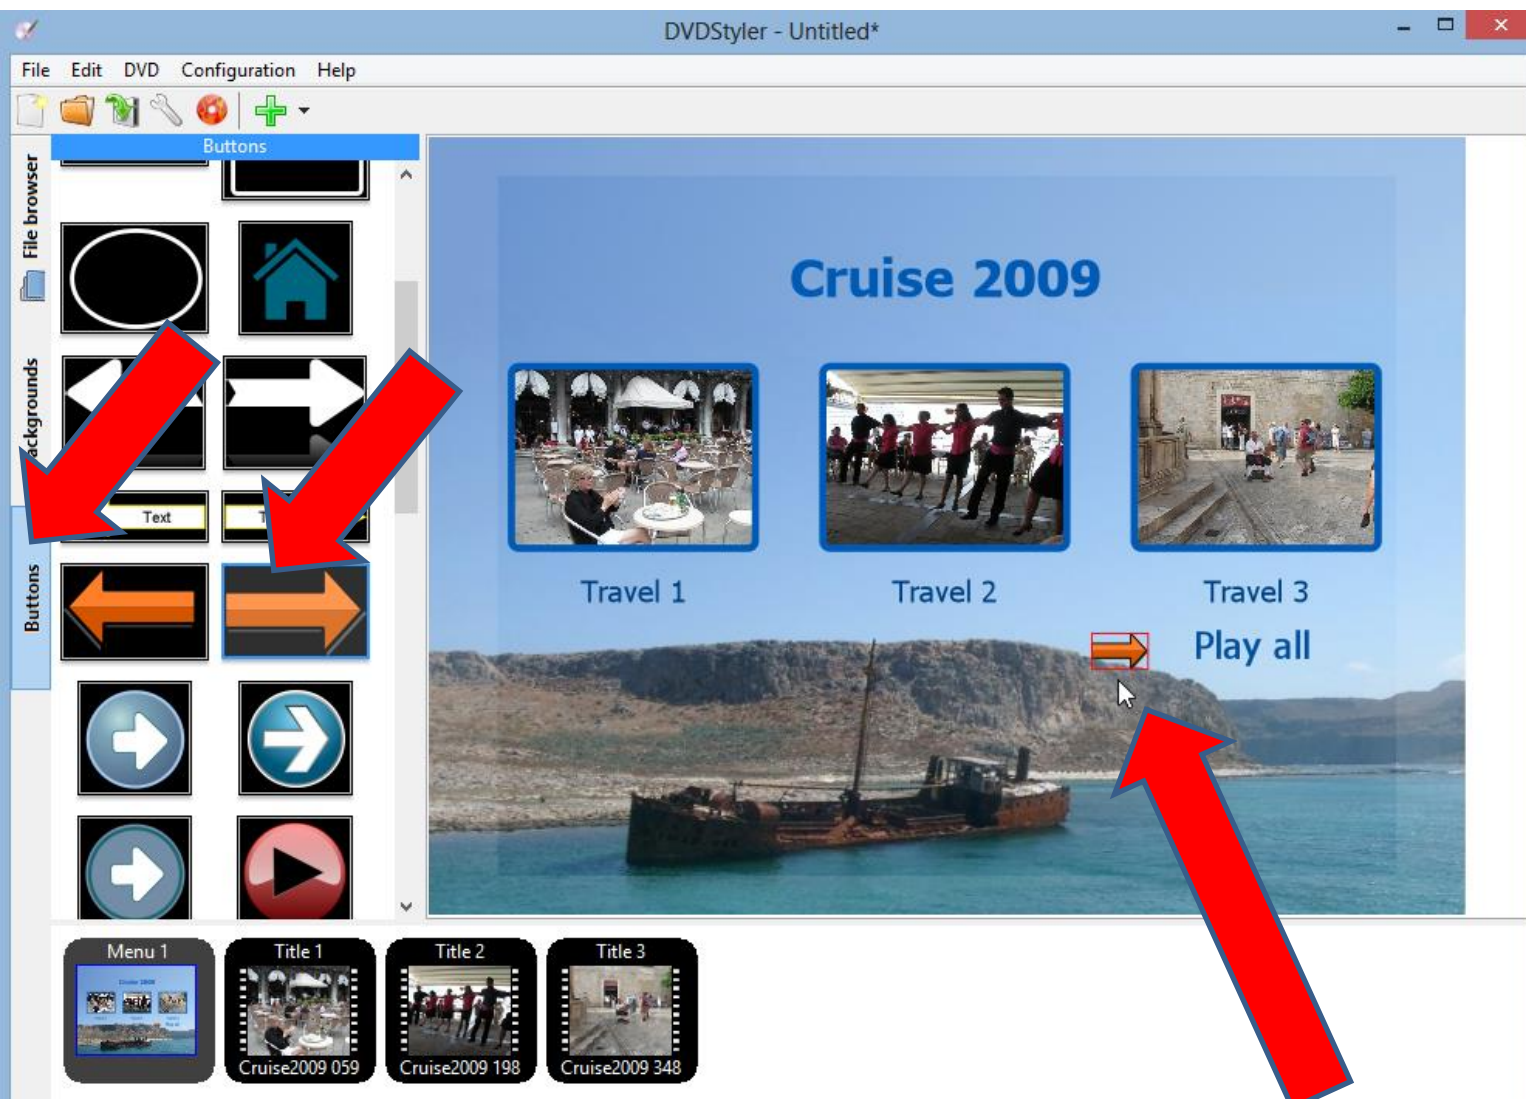 DVDStyler - Untitled*
File Edit DVD Configuration Help
Buttons
File browser
ackgrounds
Buttons
Text
Cruise 2009
Travel 1 Travel 2 Travel 3
Play all
Menu 1 Title 1 Title 2 Title 3
Cruise2009 059 Cruise2009 198 Cruise2009 348